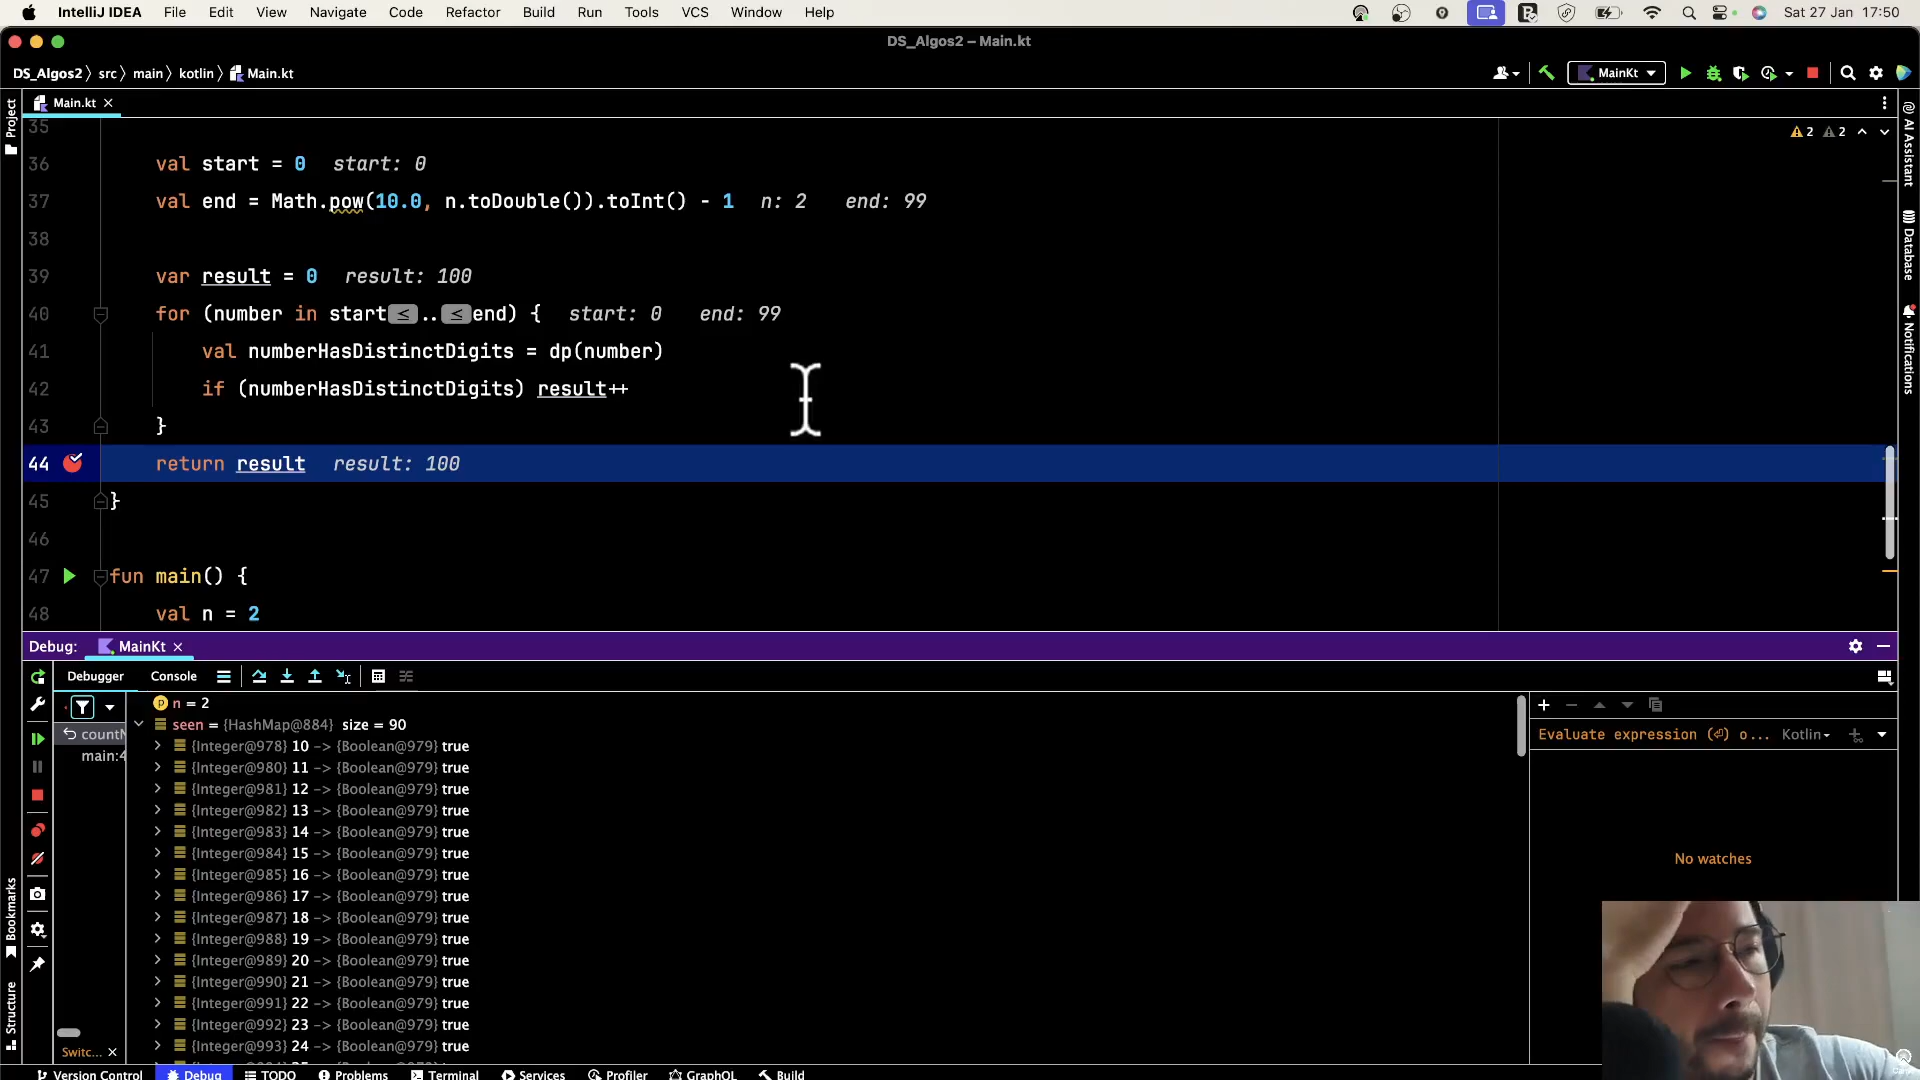 IntelliJ IDEA File Edit View Navigate Code Refactor Build Run Tools VCS Window Help Sat 27 Jan 17:50
DS_Algos2 – Main.kt
DS_Algos2 src main kotlin Main.kt MainKt
Project
Main.kt
2 2
AI Assistant
Database
Notifications
35
36 val start = 0 start: 0
37 val end = Math.pow(10.0, n.toDouble()).toInt() - 1 n: 2 end: 99
38
39 var result = 0 result: 100
40 for (number in start≤..≤end) { start: 0 end: 99
41 val numberHasDistinctDigits = dp(number)
42 if (numberHasDistinctDigits) result++
43 }
44 return result result: 100
45 }
46
47 fun main() {
48 val n = 2
Debug: MainKt
Debugger Console
n = 2
seen = {HashMap@884} size = 90
{Integer@978} 10 -> {Boolean@979} true
{Integer@980} 11 -> {Boolean@979} true
{Integer@981} 12 -> {Boolean@979} true
{Integer@982} 13 -> {Boolean@979} true
{Integer@983} 14 -> {Boolean@979} true
{Integer@984} 15 -> {Boolean@979} true
{Integer@985} 16 -> {Boolean@979} true
{Integer@986} 17 -> {Boolean@979} true
{Integer@987} 18 -> {Boolean@979} true
{Integer@988} 19 -> {Boolean@979} true
{Integer@989} 20 -> {Boolean@979} true
{Integer@990} 21 -> {Boolean@979} true
{Integer@991} 22 -> {Boolean@979} true
{Integer@992} 23 -> {Boolean@979} true
{Integer@993} 24 -> {Boolean@979} true
main:4
Switc...
Evaluate expression (⏎) o... Kotlin
No watches
Bookmarks
Structure
Version Control Debug TODO Problems Terminal Services Profiler GraphQL Build